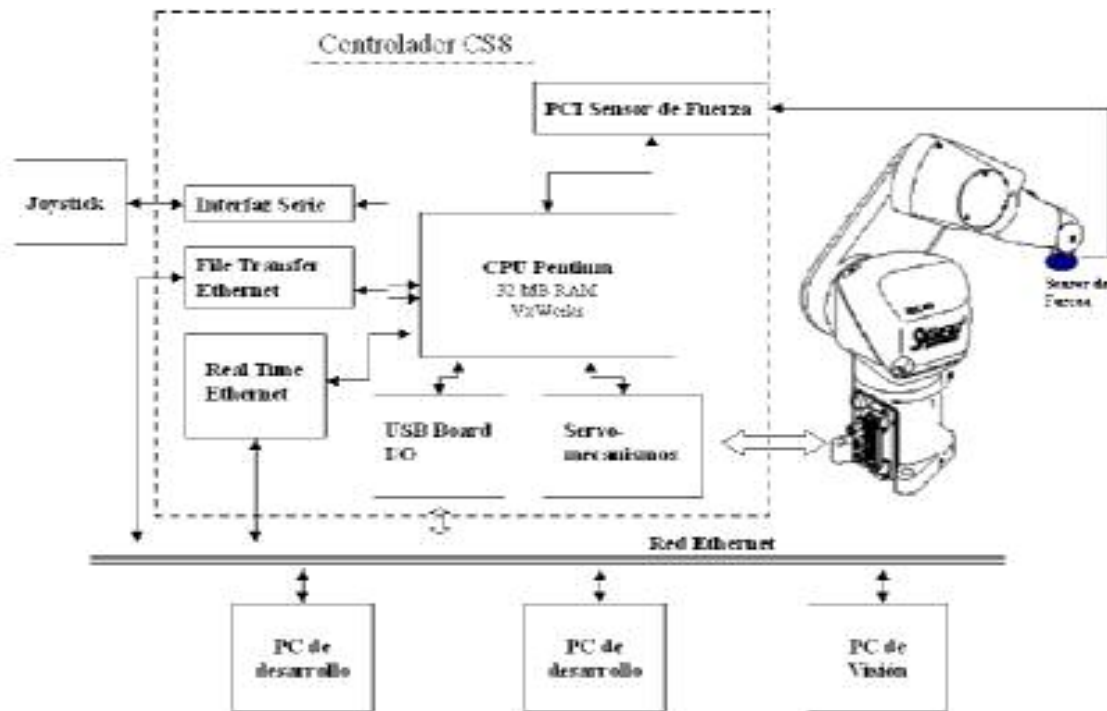 Controlador CS8
PCI Sensor de Fuerza
Joystick
Interfaz Serie
File Transfer
Ethernet
CPU Pentium
32 MB RAM
VxWorks
Sensor de
Fuerza
Real Time
Ethernet
USB Board
I/O
Servo-
mecanismos
Red Ethernet
PC de
desarrollo
PC de
desarrollo
PC de
Visión